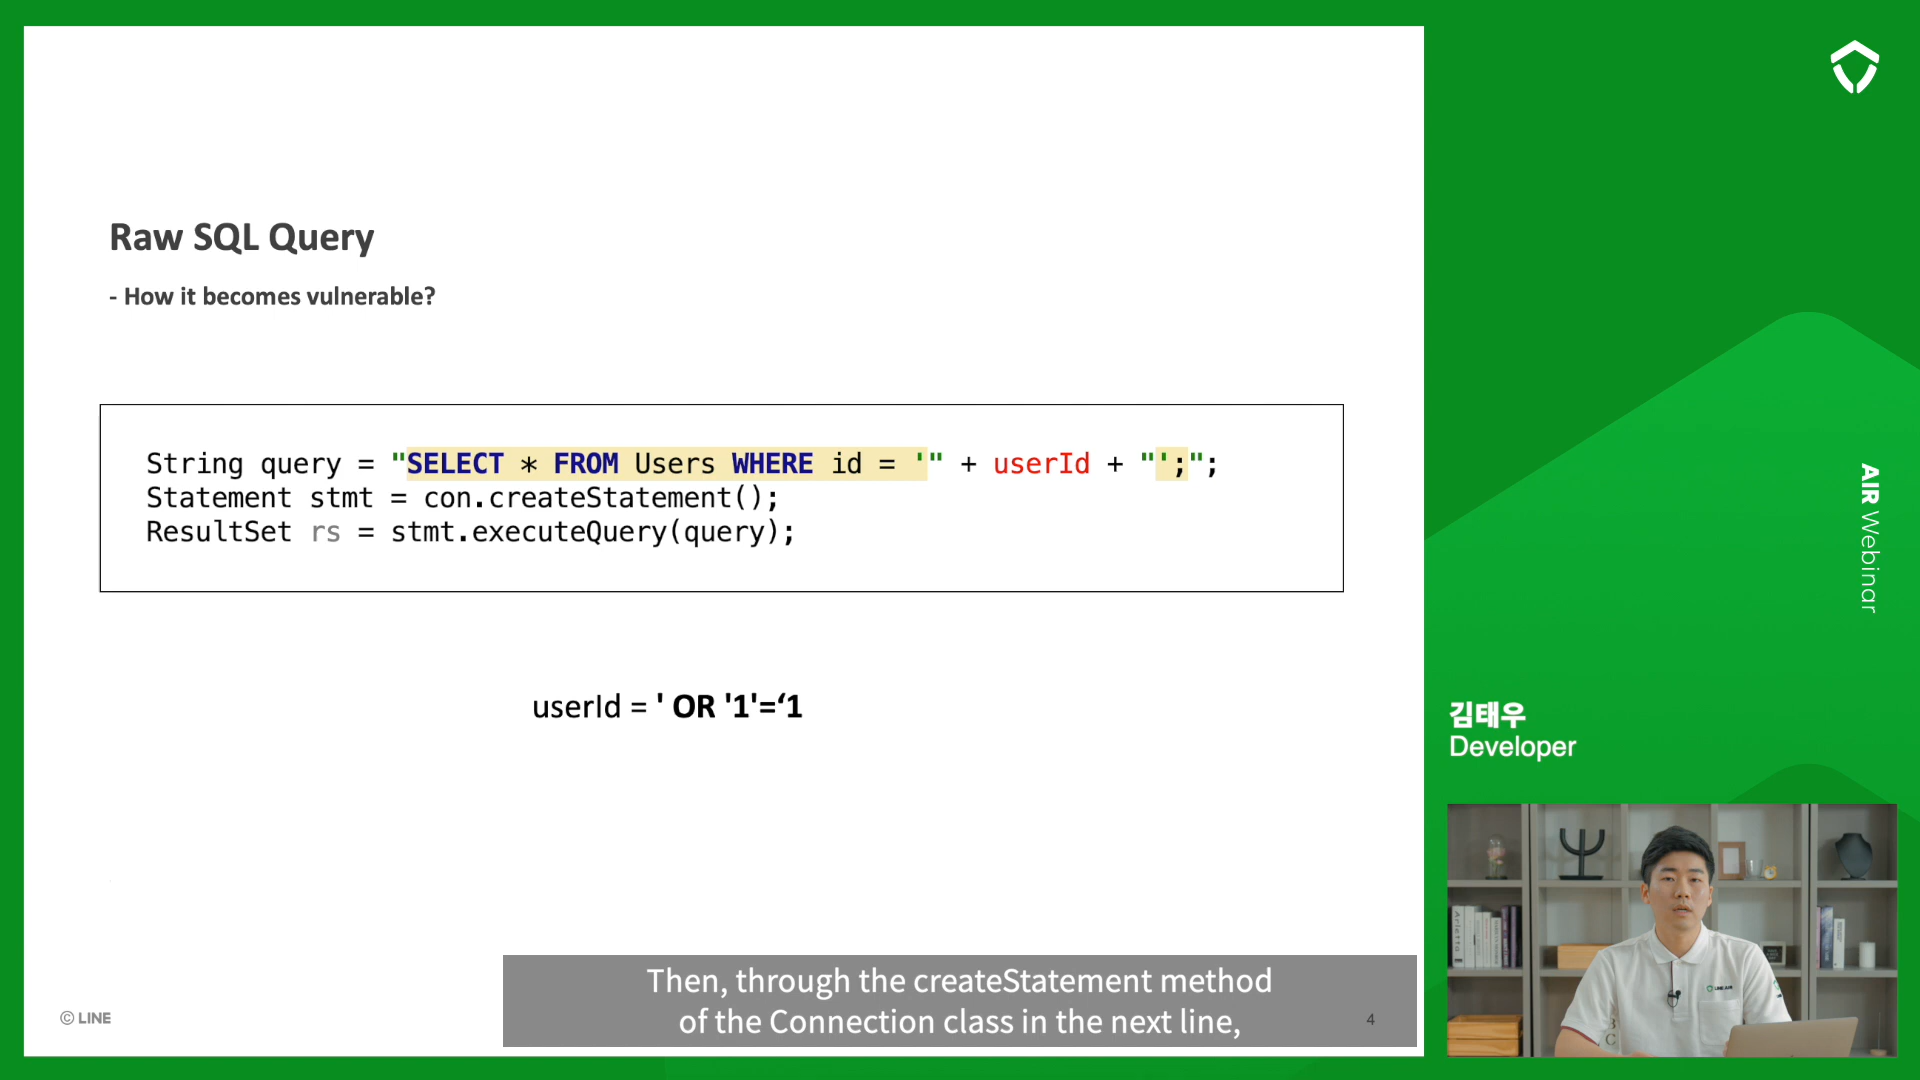 Raw SQL Query
- How it becomes vulnerable?
String query = "SELECT * FROM Users WHERE id = '" + userId + "';";
Statement stmt = con.createStatement();
ResultSet rs = stmt.executeQuery(query);
userId = ' OR '1'=‘1
Then, through the createStatement method
of the Connection class in the next line,
© LINE
4
AIR Webinar
김태우
Developer